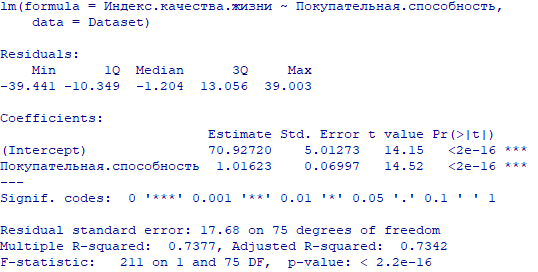 lm(formula = Индекс.качества.жизни ~ Покупательная.способность,
    data = Dataset)
Residuals:
    Min      1Q  Median      3Q     Max
-39.441 -10.349  -1.204  13.056  39.003
Coefficients:
                          Estimate Std. Error t value Pr(>|t|)
(Intercept)               70.92720    5.01273   14.15   <2e-16 ***
Покупательная.способность  1.01623    0.06997   14.52   <2e-16 ***
---
Signif. codes:  0 '***' 0.001 '**' 0.01 '*' 0.05 '.' 0.1 ' ' 1
Residual standard error: 17.68 on 75 degrees of freedom
Multiple R-squared:  0.7377, Adjusted R-squared:  0.7342
F-statistic:   211 on 1 and 75 DF,  p-value: < 2.2e-16